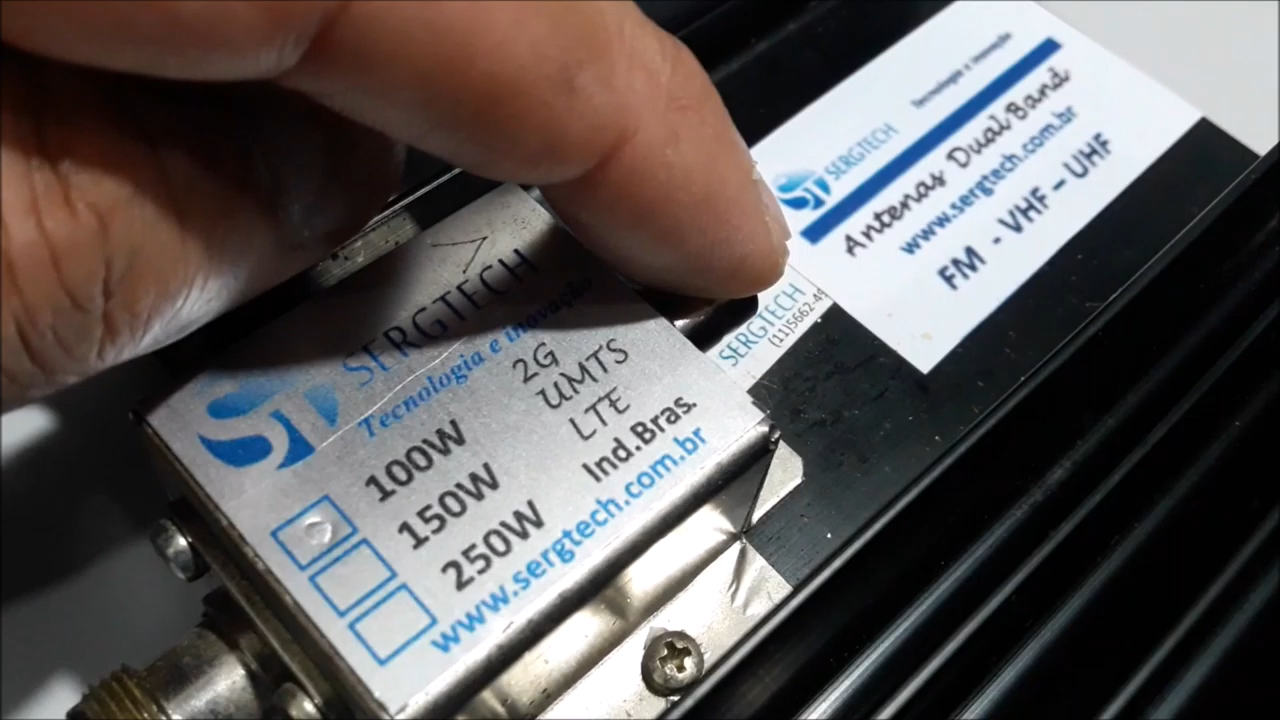 SERGTECH
Tecnologia e inovação
2G
UMTS
LTE
100W
150W
250W
Ind.Bras.
www.sergtech.com.br
ST
SERGTECH
Tecnologia e inovação
Antenas Dual Band
www.sergtech.com.br
FM - VHF – UHF
SERGTECH
(11)5662-4